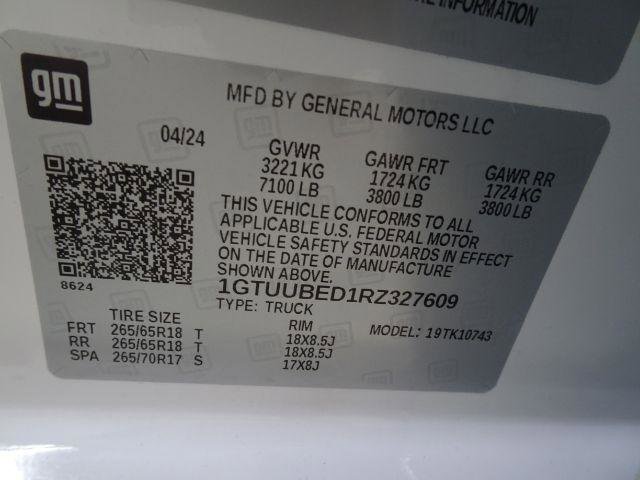 INFORMATION
gm
MFD BY GENERAL MOTORS LLC
04/24
GVWR GAWR FRT GAWR RR
3221 KG 1724 KG 1724 KG
7100 LB 3800 LB 3800 LB
THIS VEHICLE CONFORMS TO ALL
APPLICABLE U.S. FEDERAL MOTOR
VEHICLE SAFETY STANDARDS IN EFFECT
ON THE DATE OF MANUFACTURE
SHOWN ABOVE.
8624
1GTUUBED1RZ327609
TYPE: TRUCK
MODEL: 19TK10743
TIRE SIZE RIM
FRT 265/65R18 T 18X8.5J
RR 265/65R18 T 18X8.5J
SPA 265/70R17 S 17X8J